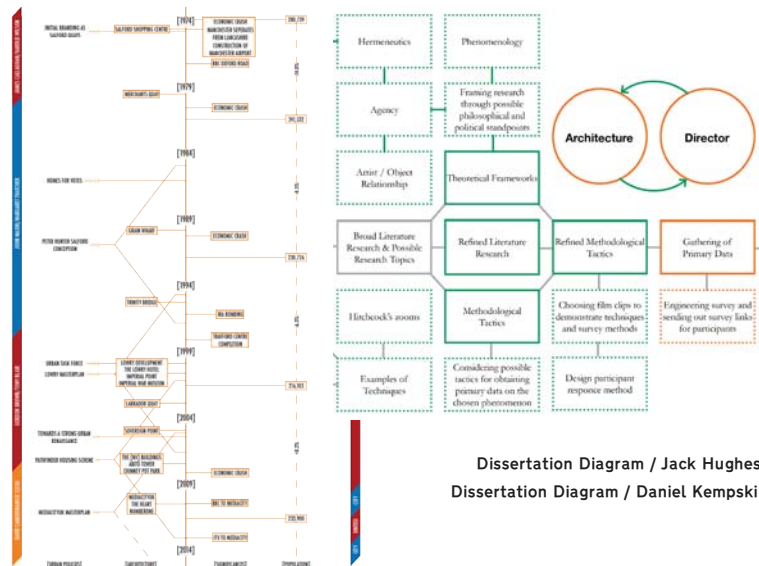 [1974]
INITIAL BRANDING AS
SALFORD QUAYS
SALFORD SHOPPING CENTRE
ECONOMIC CRASH
MANCHESTER SEPERATES
FROM LANCASHIRE
CONSTRUCTION OF
MANCHESTER AIRPORT
BBC OXFORD ROAD
[1979]
MERCHANTS QUAY
ECONOMIC CRASH
[1984]
HOMES FOR VOTES
[1989]
GRAIN WHARF
ECONOMIC CRASH
PETER HUNTER SALFORD
CONCEPTION
[1994]
TRINITY BRIDGE
IRA BOMBING
TRAFFORD CENTRE
COMPLETION
[1999]
URBAN TASK FORCE
LOWRY MASTERPLAN
LOWRY DEVELOPMENT
THE LOWRY HOTEL
IMPERIAL POINT
IMPERIAL WAR MUSEUM
LABRADOR QUAY
[2004]
SOVEREIGN POINT
TOWARDS A STRONG URBAN
RENAISSANCE
PATHFINDER HOUSING SCHEME
THE [NV] BUILDINGS
TOWER
CHIMNEY POT PARK
ECONOMIC CRASH
[2009]
MEDIACITYUK
THE HEART
BBC TO MEDIACITY
MEDIACITYUK MASTERPLAN
ITV TO MEDIACITY
[2014]
Hermeneutics
Phenomenology
Agency
Framing research
through possible
philosophical and
political standpoints
Artist / Object
Relationship
Theoretical Frameworks
Architecture
Director
Broad Literature
Research & Possible
Research Topics
Refined Literature
Research
Refined Methodological
Tactics
Gathering of
Primary Data
Hitchcock's zooms
Methodological
Tactics
Choosing film clips to
demonstrate techniques
and survey methods
Engineering survey and
sending out survey links
for participants
Examples of
Techniques
Considering possible
tactics for obtaining
primary data on the
chosen phenomenon
Design participant
responce method
Dissertation Diagram / Jack Hughes
Dissertation Diagram / Daniel Kempski